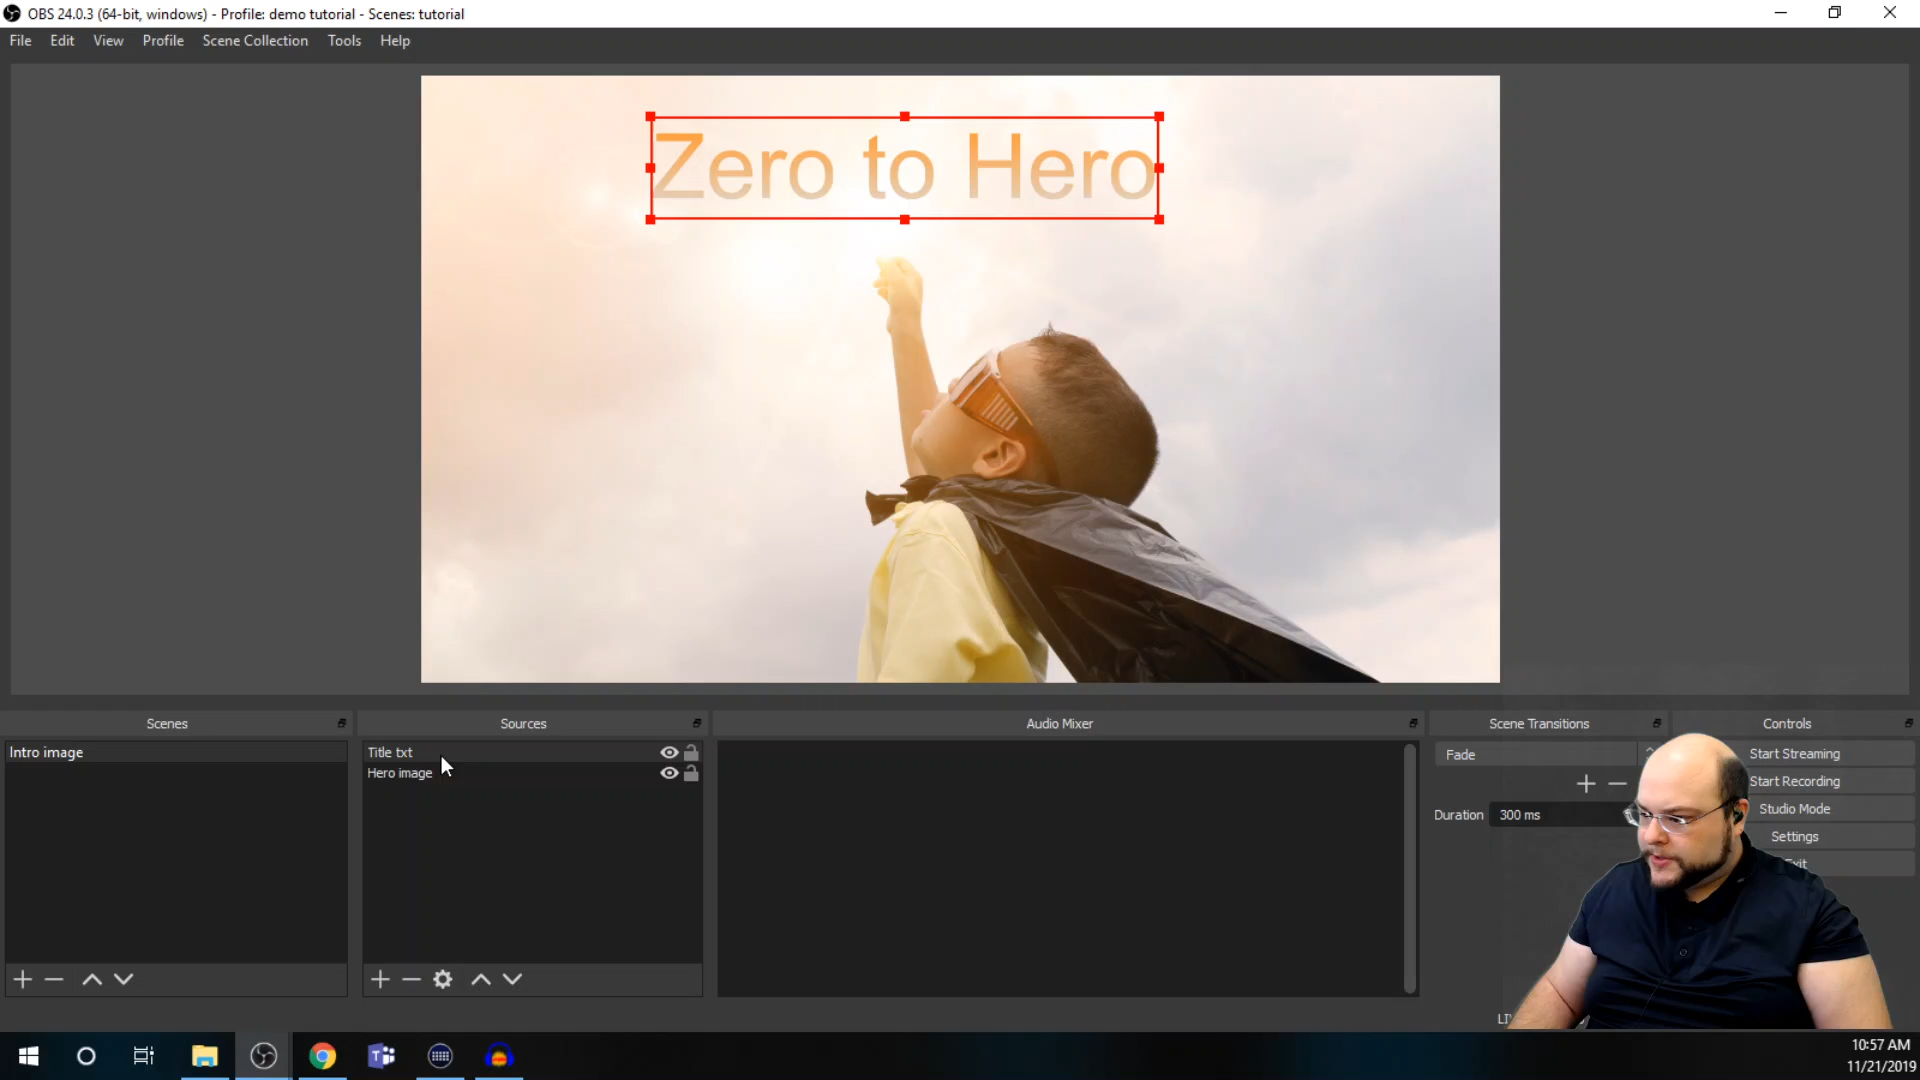 OBS 24.0.3 (64-bit, windows) - Profile: demo tutorial - Scenes: tutorial
File Edit View Profile Scene Collection Tools Help
Zero to Hero
Scenes
Intro image
Sources
Title txt
Hero image
Audio Mixer
Scene Transitions
Fade
Duration 300 ms
Controls
Start Streaming
Start Recording
Studio Mode
Settings
10:57 AM
11/21/2019